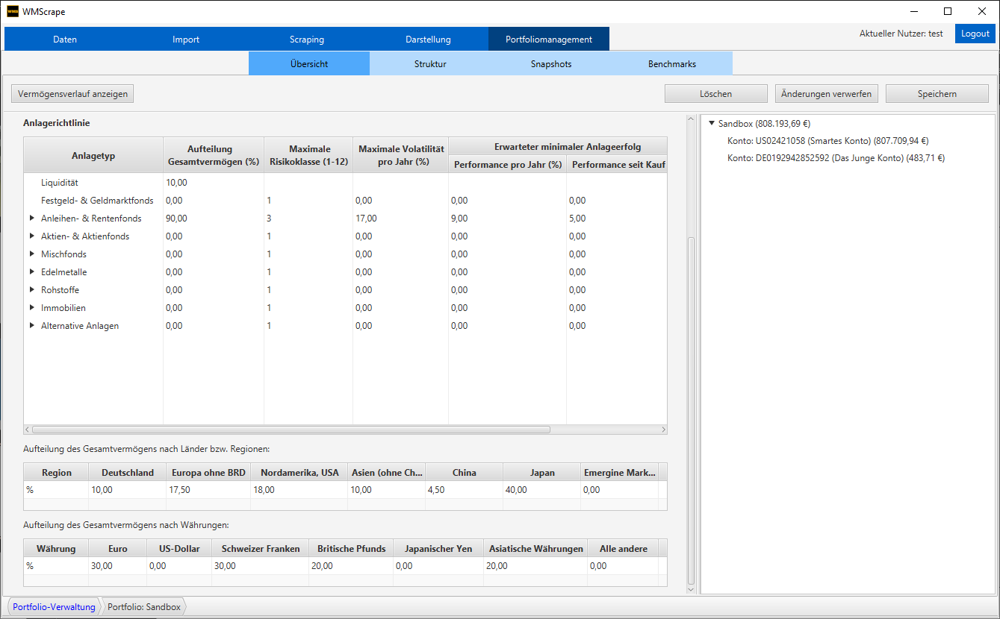 WMS WMScrape
Daten Import Scraping Darstellung Portfoliomanagement Aktueller Nutzer: test Logout
Übersicht Struktur Snapshots Benchmarks
Vermögensverlauf anzeigen Löschen Änderungen verwerfen Speichern
Anlagerichtlinie
Anlagetyp Aufteilung Gesamtvermögen (%) Maximale Risikoklasse (1-12) Maximale Volatilität pro Jahr (%) Erwarteter minimaler Anlageerfolg
Performance pro Jahr (%) Performance seit Kauf
Liquidität 10,00
Festgeld- & Geldmarktfonds 0,00 1 0,00 0,00 0,00
Anleihen- & Rentenfonds 90,00 3 17,00 9,00 5,00
Aktien- & Aktienfonds 0,00 1 0,00 0,00 0,00
Mischfonds 0,00 1 0,00 0,00 0,00
Edelmetalle 0,00 1 0,00 0,00 0,00
Rohstoffe 0,00 1 0,00 0,00 0,00
Immobilien 0,00 1 0,00 0,00 0,00
Alternative Anlagen 0,00 1 0,00 0,00 0,00
Aufteilung des Gesamtvermögens nach Länder bzw. Regionen:
Region Deutschland Europa ohne BRD Nordamerika, USA Asien (ohne Ch... China Japan Emergine Mark...
% 10,00 17,50 18,00 10,00 4,50 40,00 0,00
Aufteilung des Gesamtvermögens nach Währungen:
Währung Euro US-Dollar Schweizer Franken Britische Pfunds Japanischer Yen Asiatische Währungen Alle andere
% 30,00 0,00 30,00 20,00 0,00 20,00 0,00
Sandbox (808.193,69 €)
Konto: US02421058 (Smartes Konto) (807.709,94 €)
Konto: DE0192942852592 (Das Junge Konto) (483,71 €)
Portfolio-Verwaltung Portfolio: Sandbox